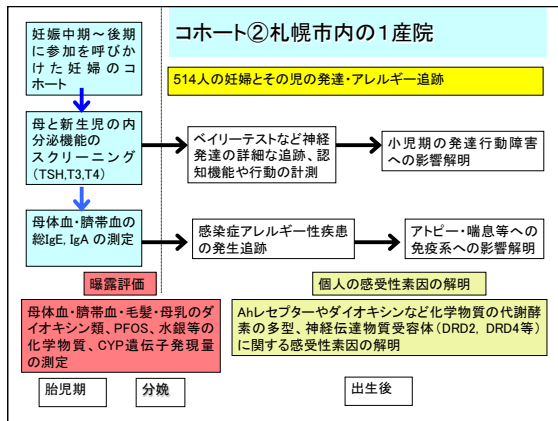 妊娠中期～後期
に参加を呼びか
けた妊婦のコ
ホート
コホート②札幌市内の１産院
514人の妊婦とその児の発達・アレルギー追跡
母と新生児の内
分泌機能の
スクリーニング
(TSH,T3,T4)
ベイリーテストなど神経
発達の詳細な追跡、認
知機能や行動の計測
小児期の発達行動障害
への影響解明
母体血・臍帯血の
総IgE, IgA の測定
感染症アレルギー性疾患
の発生追跡
アトピー・喘息等への
免疫系への影響解明
曝露評価
個人の感受性素因の解明
母体血・臍帯血・毛髪・母乳のダ
イオキシン類、PFOS、水銀等の
化学物質、CYP遺伝子発現量
の測定
Ahレセプターやダイオキシンなど化学物質の代謝酵
素の多型、神経伝達物質受容体(DRD2, DRD4等)
に関する感受性素因の解明
胎児期
分娩
出生後